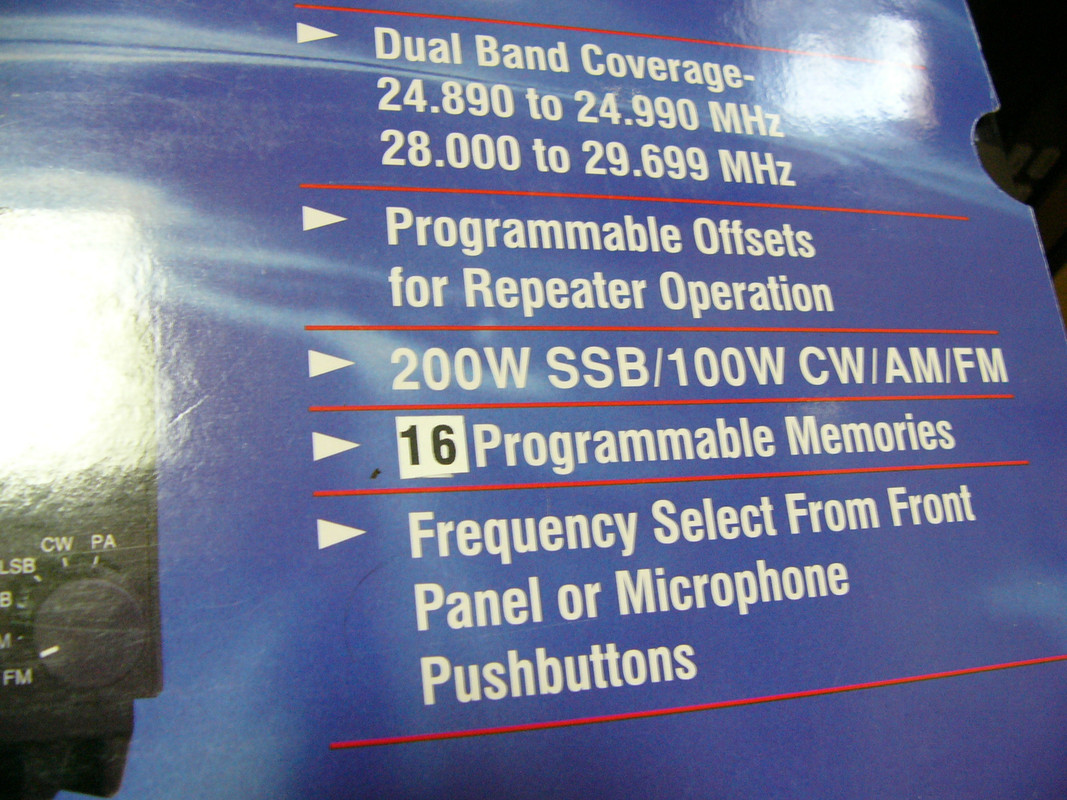 Dual Band Coverage-
24.890 to 24.990 MHz
28.000 to 29.699 MHz
Programmable Offsets
for Repeater Operation
200W SSB/100W CW/AM/FM
16 Programmable Memories
Frequency Select From Front
Panel or Microphone
Pushbuttons
CW PA
LSB
FM